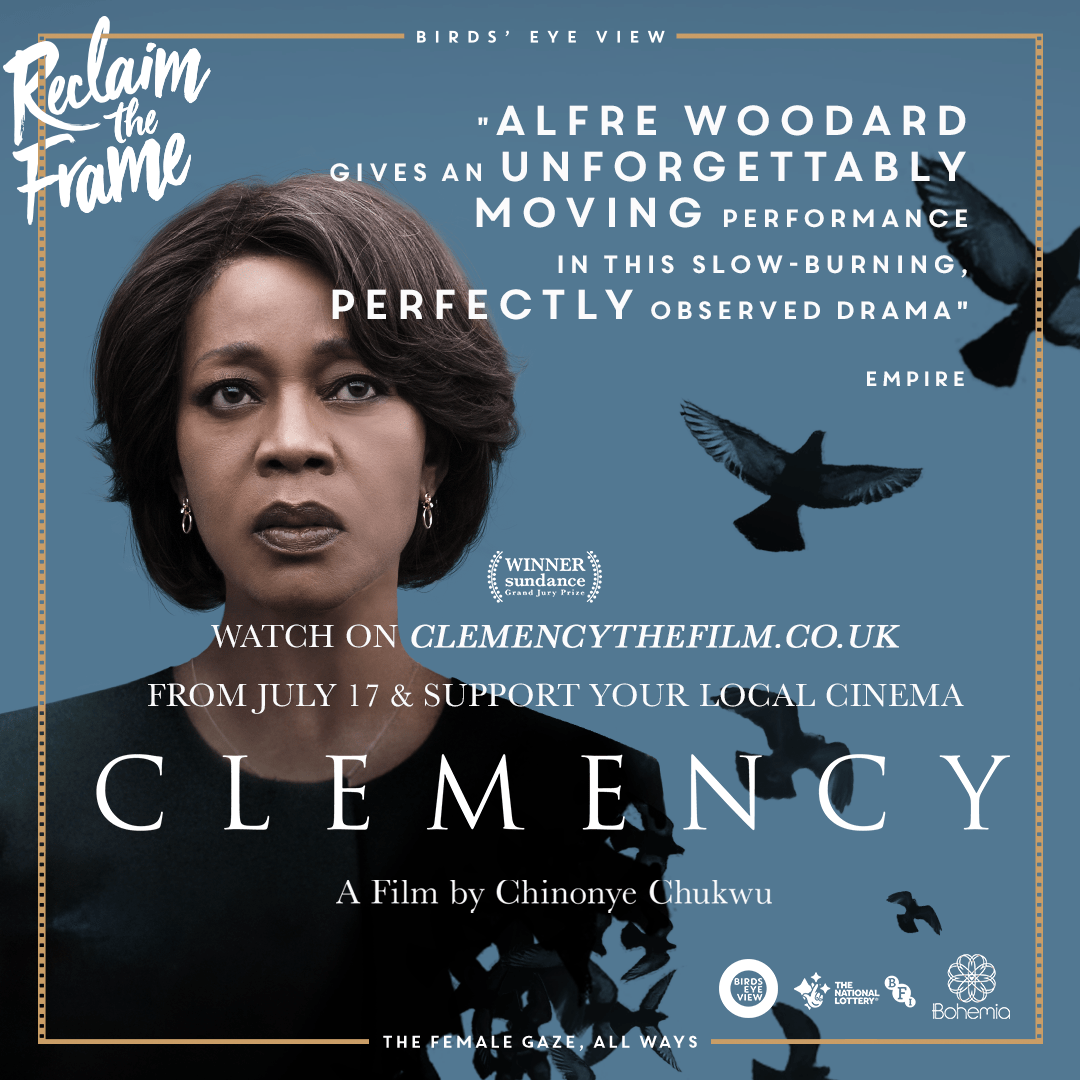 BIRDS' EYE VIEW
Reclaim
the
Frame
"ALFRE WOODARD
GIVES AN UNFORGETTABLY
MOVING PERFORMANCE
IN THIS SLOW-BURNING,
PERFECTLY OBSERVED DRAMA"
EMPIRE
WINNER
sundance
Grand Jury Prize
WATCH ON CLEMENCYTHEFILM.CO.UK
FROM JULY 17 & SUPPORT YOUR LOCAL CINEMA
CLEMENCY
A Film by Chinonye Chukwu
BIRDS
EYE
VIEW
THE
NATIONAL
LOTTERY®
BFI
Bohemia
THE FEMALE GAZE, ALL WAYS